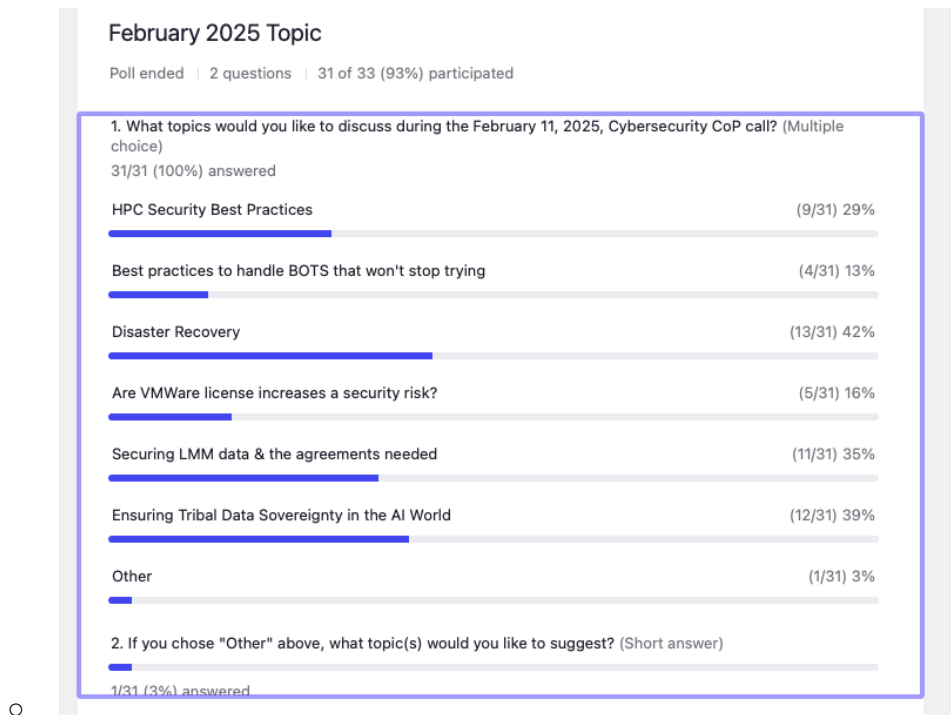 February 2025 Topic
Poll ended | 2 questions | 31 of 33 (93%) participated
1. What topics would you like to discuss during the February 11, 2025, Cybersecurity CoP call? (Multiple
choice)
31/31 (100%) answered
HPC Security Best Practices (9/31) 29%
Best practices to handle BOTS that won't stop trying (4/31) 13%
Disaster Recovery (13/31) 42%
Are VMWare license increases a security risk? (5/31) 16%
Securing LMM data & the agreements needed (11/31) 35%
Ensuring Tribal Data Sovereignty in the AI World (12/31) 39%
Other (1/31) 3%
2. If you chose "Other" above, what topic(s) would you like to suggest? (Short answer)
1/31 (3%) answered